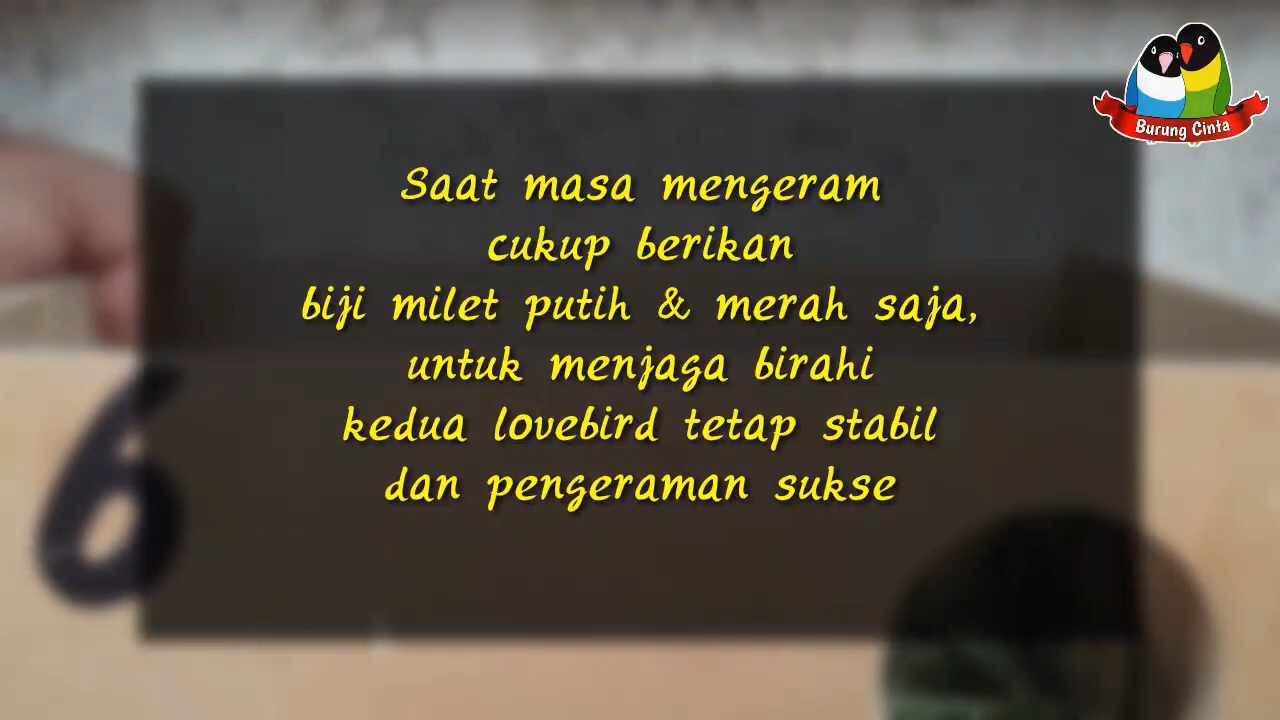 Burung Cinta
Saat masa mengeram
cukup berikan
biji milet putih & merah saja,
untuk menjaga birahi
kedua lovebird tetap stabil
dan pengeraman sukse
6